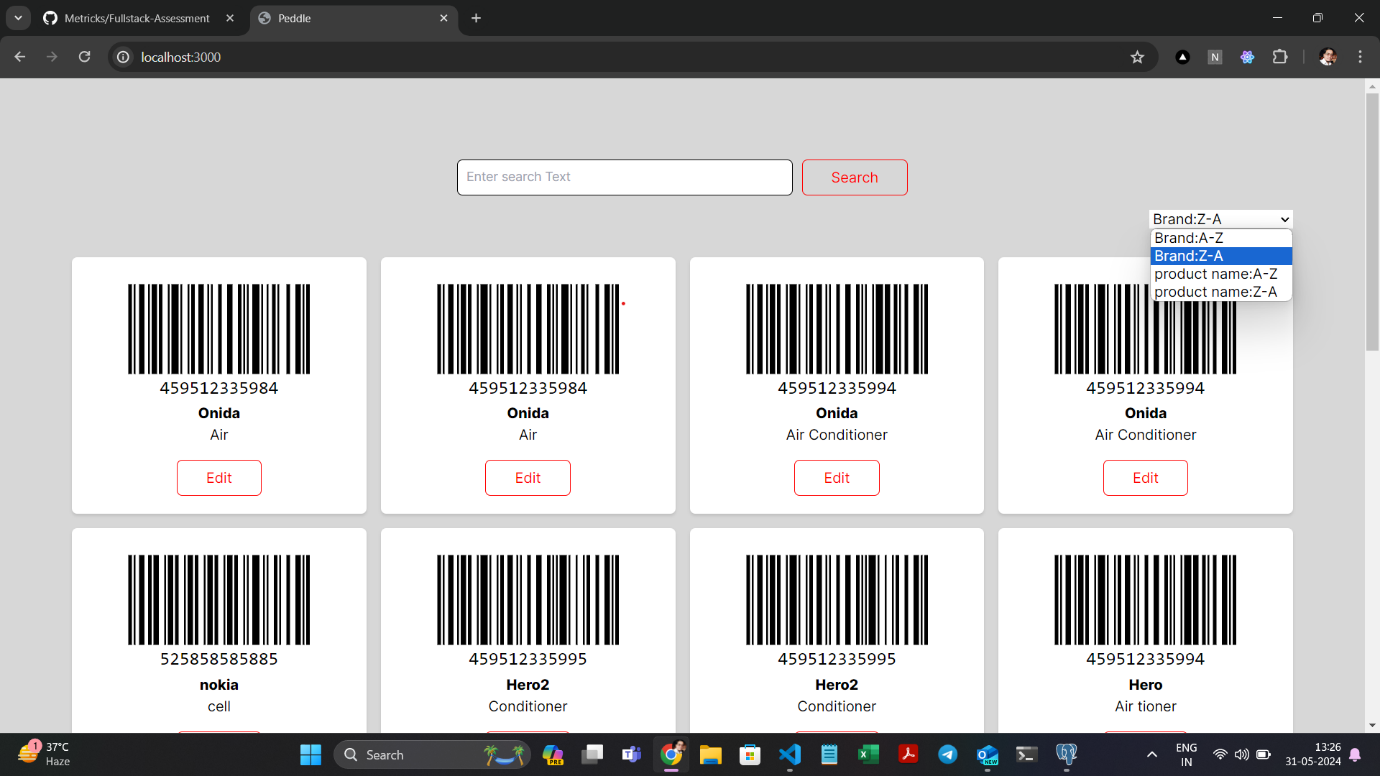 Metricks/Fullstack-Assessment
Peddle
localhost:3000
N
Enter search Text
Search
Brand:Z-A
Brand:A-Z
Brand:Z-A
product name:A-Z
product name:Z-A
459512335984
459512335984
459512335994
459512335994
Onida
Onida
Onida
Onida
Air
Air
Air Conditioner
Air Conditioner
Edit
Edit
Edit
Edit
525858585885
459512335995
459512335995
459512335994
nokia
Hero2
Hero2
Hero
cell
Conditioner
Conditioner
Air tioner
1
37°C
Haze
Search
PRE
NEW
ENG
IN
13:26
31-05-2024